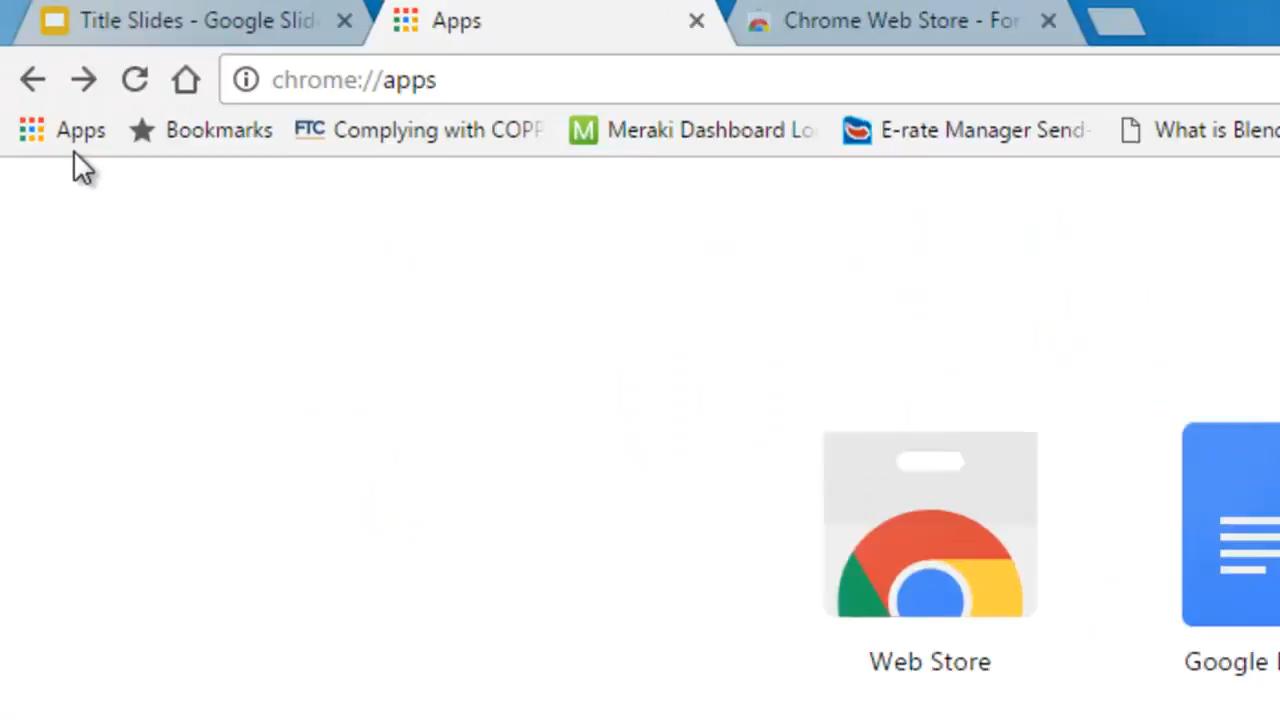 Title Slides - Google Slid
Apps
Chrome Web Store - For
chrome://apps
Apps
Bookmarks
FTC Complying with COPP
M Meraki Dashboard Lo
E-rate Manager Send-
What is Blend
Web Store
Google